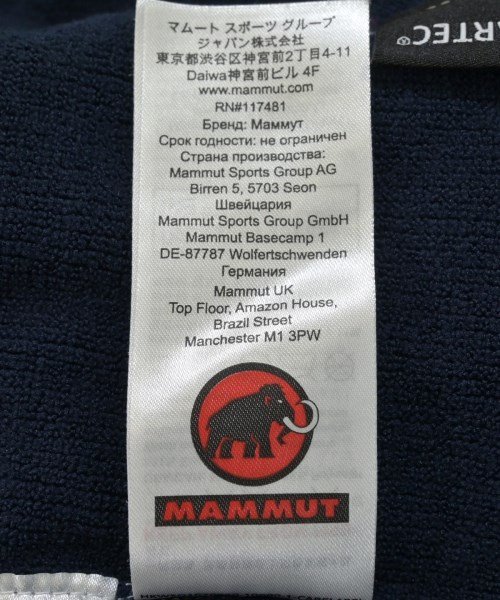 マムート スポーツ グループ
ジャパン株式会社
東京都渋谷区神宮前2丁目4-11
Daiwa神宮前ビル 4F
www.mammut.com
RN#117481
Бренд: Маммут
Срок годности: не ограничен
Страна производства:
Mammut Sports Group AG
Birren 5, 5703 Seon
Швейцария
Mammut Sports Group GmbH
Mammut Basecamp 1
DE-87787 Wolfertschwenden
Германия
Mammut UK
Top Floor, Amazon House,
Brazil Street
Manchester M1 3PW
MAMMUT
ARTEC®